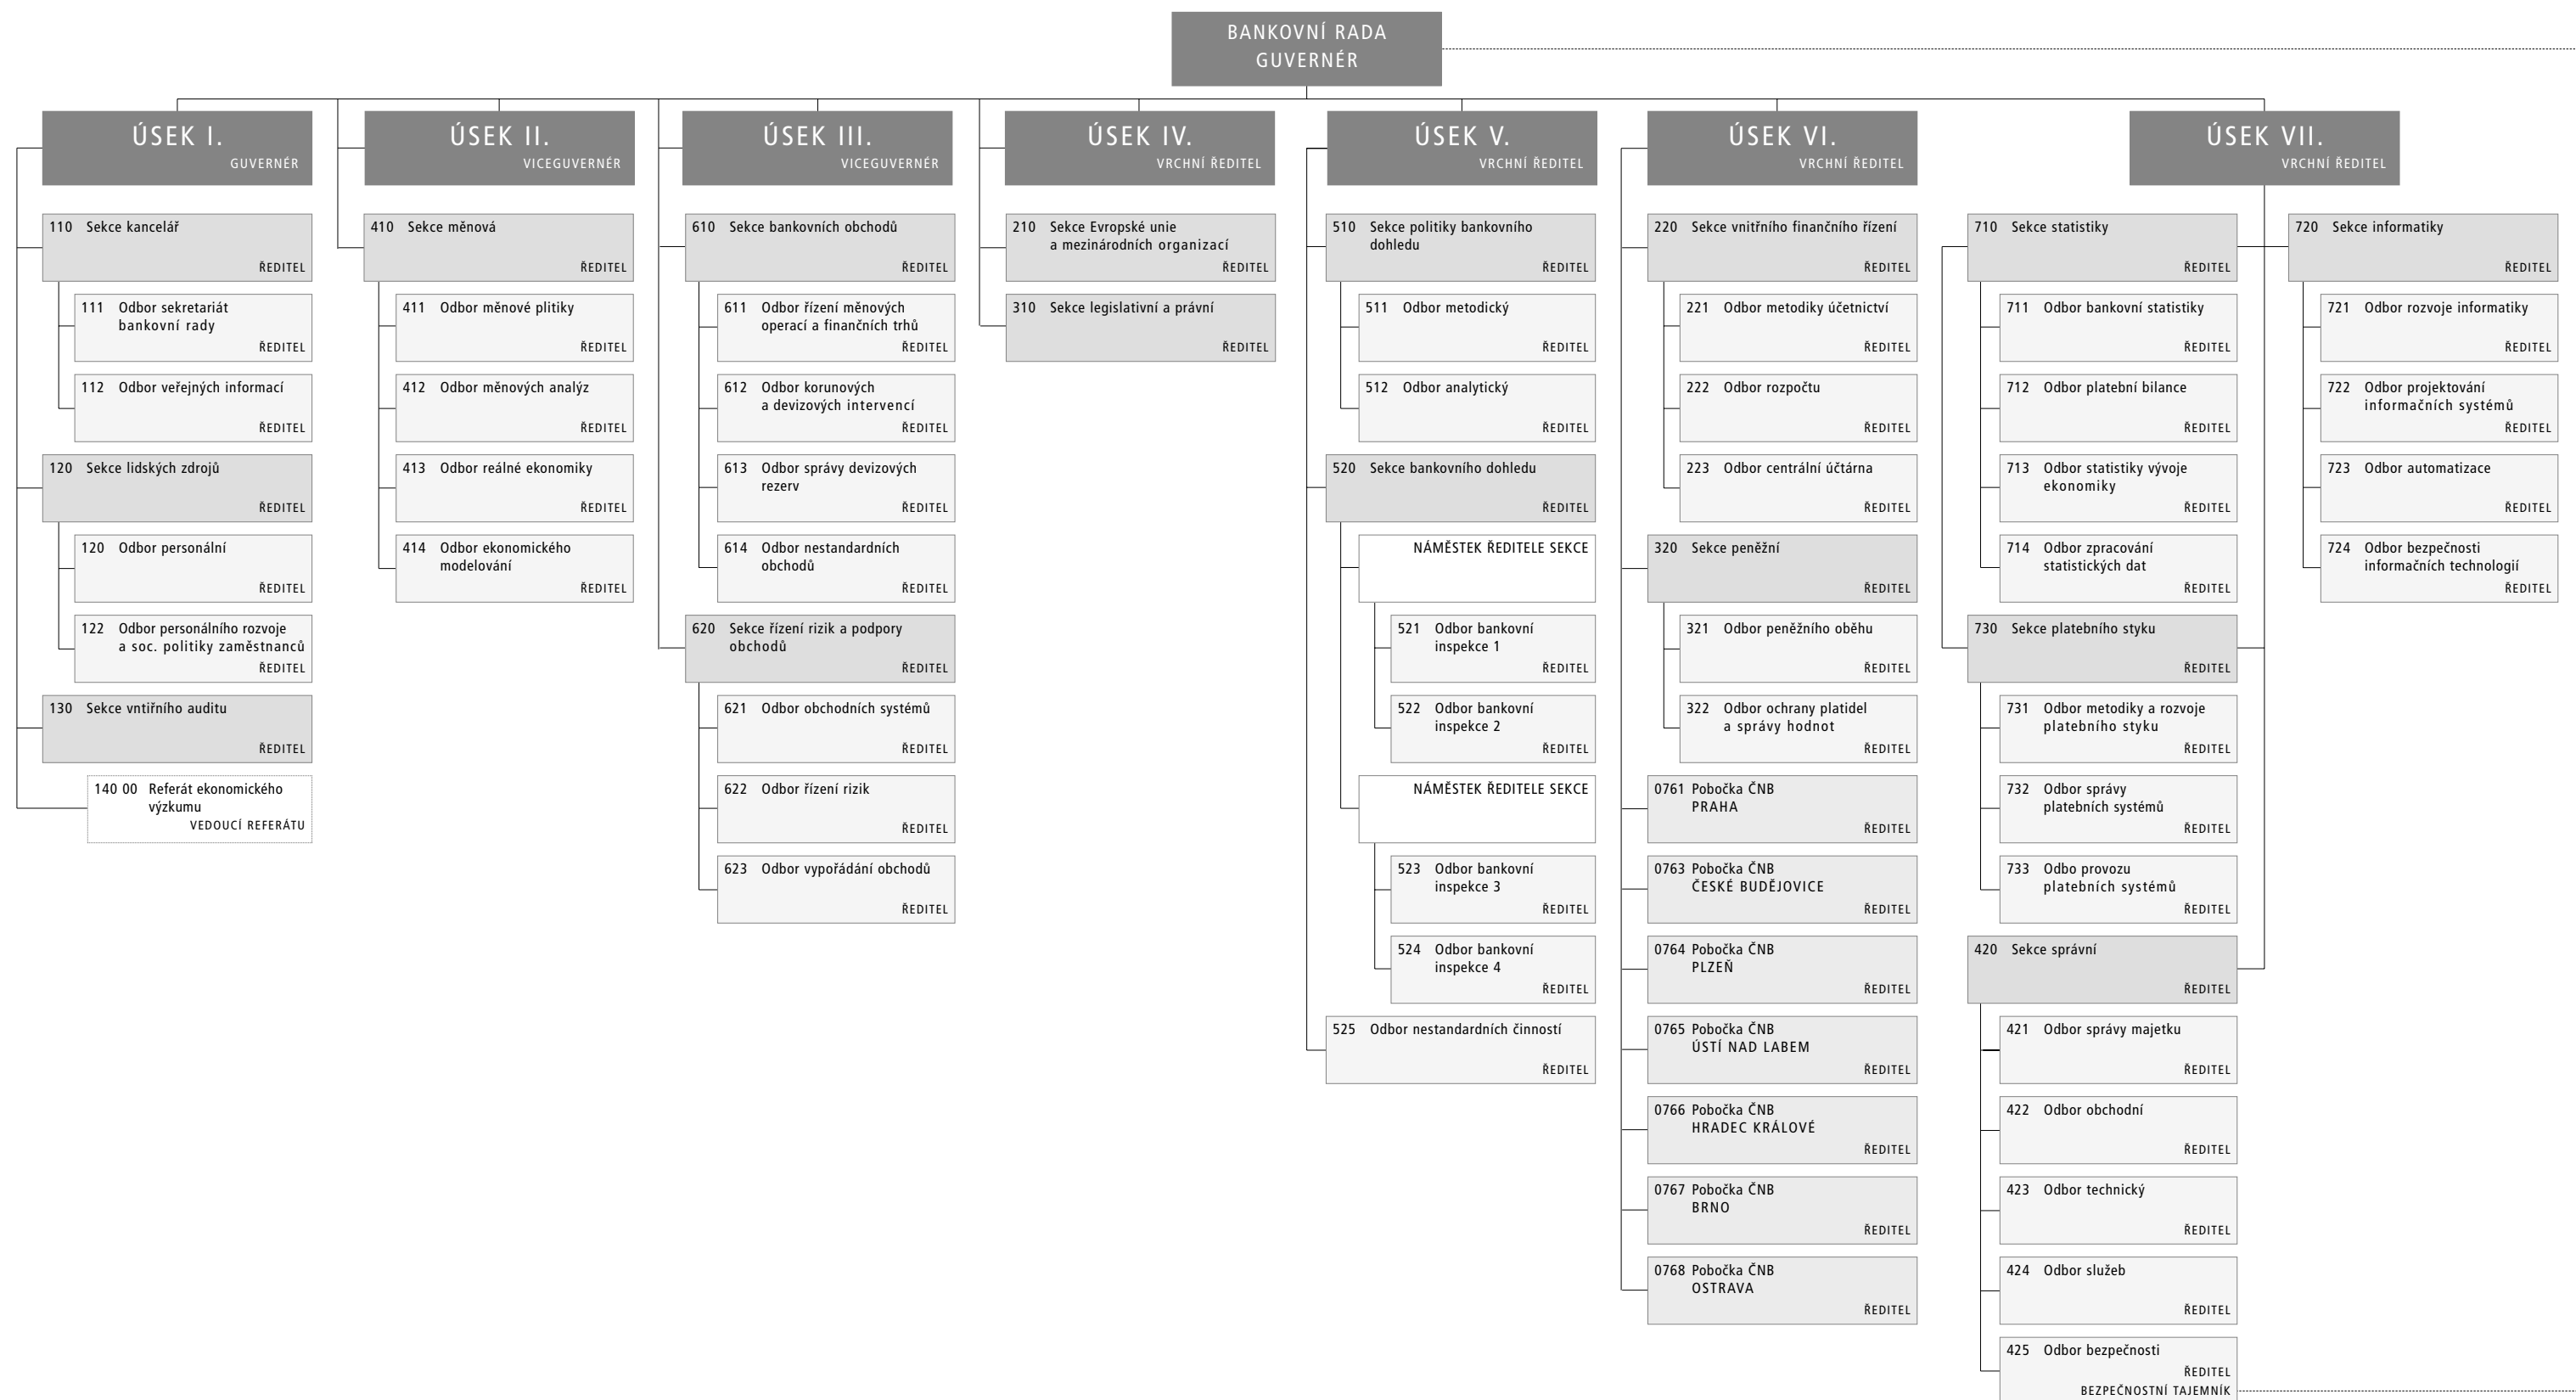 BANKOVNÍ RADA
GUVERNÉR
ÚSEK I.
GUVERNÉR
110 Sekce kancelář
ŘEDITEL
111 Odbor sekretariát
bankovní rady
ŘEDITEL
112 Odbor veřejných informací
ŘEDITEL
120 Sekce lidských zdrojů
ŘEDITEL
120 Odbor personální
ŘEDITEL
122 Odbor personálního rozvoje
a soc. politiky zaměstnanců
ŘEDITEL
130 Sekce vntiřního auditu
ŘEDITEL
140 00 Referát ekonomického
výzkumu
VEDOUCÍ REFERÁTU
ÚSEK II.
VICEGUVERNÉR
410 Sekce měnová
ŘEDITEL
411 Odbor měnové plitiky
ŘEDITEL
412 Odbor měnových analýz
ŘEDITEL
413 Odbor reálné ekonomiky
ŘEDITEL
414 Odbor ekonomického
modelování
ŘEDITEL
ÚSEK III.
VICEGUVERNÉR
610 Sekce bankovních obchodů
ŘEDITEL
611 Odbor řízení měnových
operací a finančních trhů
ŘEDITEL
612 Odbor korunových
a devizových intervencí
ŘEDITEL
613 Odbor správy devizových
rezerv
ŘEDITEL
614 Odbor nestandardních
obchodů
ŘEDITEL
620 Sekce řízení rizik a podpory
obchodů
ŘEDITEL
621 Odbor obchodních systémů
ŘEDITEL
622 Odbor řízení rizik
ŘEDITEL
623 Odbor vypořádání obchodů
ŘEDITEL
ÚSEK IV.
VRCHNÍ ŘEDITEL
210 Sekce Evropské unie
a mezinárodních organizací
ŘEDITEL
310 Sekce legislativní a právní
ŘEDITEL
ÚSEK V.
VRCHNÍ ŘEDITEL
510 Sekce politiky bankovního
dohledu
ŘEDITEL
511 Odbor metodický
ŘEDITEL
512 Odbor analytický
ŘEDITEL
520 Sekce bankovního dohledu
ŘEDITEL
NÁMĚSTEK ŘEDITELE SEKCE
521 Odbor bankovní
inspekce 1
ŘEDITEL
522 Odbor bankovní
inspekce 2
ŘEDITEL
NÁMĚSTEK ŘEDITELE SEKCE
523 Odbor bankovní
inspekce 3
ŘEDITEL
524 Odbor bankovní
inspekce 4
ŘEDITEL
525 Odbor nestandardních činností
ŘEDITEL
ÚSEK VI.
VRCHNÍ ŘEDITEL
220 Sekce vnitřního finančního řízení
ŘEDITEL
221 Odbor metodiky účetnictví
ŘEDITEL
222 Odbor rozpočtu
ŘEDITEL
223 Odbor centrální účtárna
ŘEDITEL
320 Sekce peněžní
ŘEDITEL
321 Odbor peněžního oběhu
ŘEDITEL
322 Odbor ochrany platidel
a správy hodnot
ŘEDITEL
0761 Pobočka ČNB
PRAHA
ŘEDITEL
0763 Pobočka ČNB
ČESKÉ BUDĚJOVICE
ŘEDITEL
0764 Pobočka ČNB
PLZEŇ
ŘEDITEL
0765 Pobočka ČNB
ÚSTÍ NAD LABEM
ŘEDITEL
0766 Pobočka ČNB
HRADEC KRÁLOVÉ
ŘEDITEL
0767 Pobočka ČNB
BRNO
ŘEDITEL
0768 Pobočka ČNB
OSTRAVA
ŘEDITEL
ÚSEK VII.
VRCHNÍ ŘEDITEL
710 Sekce statistiky
ŘEDITEL
711 Odbor bankovní statistiky
ŘEDITEL
712 Odbor platební bilance
ŘEDITEL
713 Odbor statistiky vývoje
ekonomiky
ŘEDITEL
714 Odbor zpracování
statistických dat
ŘEDITEL
730 Sekce platebního styku
ŘEDITEL
731 Odbor metodiky a rozvoje
platebního styku
ŘEDITEL
732 Odbor správy
platebních systémů
ŘEDITEL
733 Odbo provozu
platebních systémů
ŘEDITEL
420 Sekce správní
ŘEDITEL
421 Odbor správy majetku
ŘEDITEL
422 Odbor obchodní
ŘEDITEL
423 Odbor technický
ŘEDITEL
424 Odbor služeb
ŘEDITEL
425 Odbor bezpečnosti
ŘEDITEL
BEZPEČNOSTNÍ TAJEMNÍK
720 Sekce informatiky
ŘEDITEL
721 Odbor rozvoje informatiky
ŘEDITEL
722 Odbor projektování
informačních systémů
ŘEDITEL
723 Odbor automatizace
ŘEDITEL
724 Odbor bezpečnosti
informačních technologií
ŘEDITEL